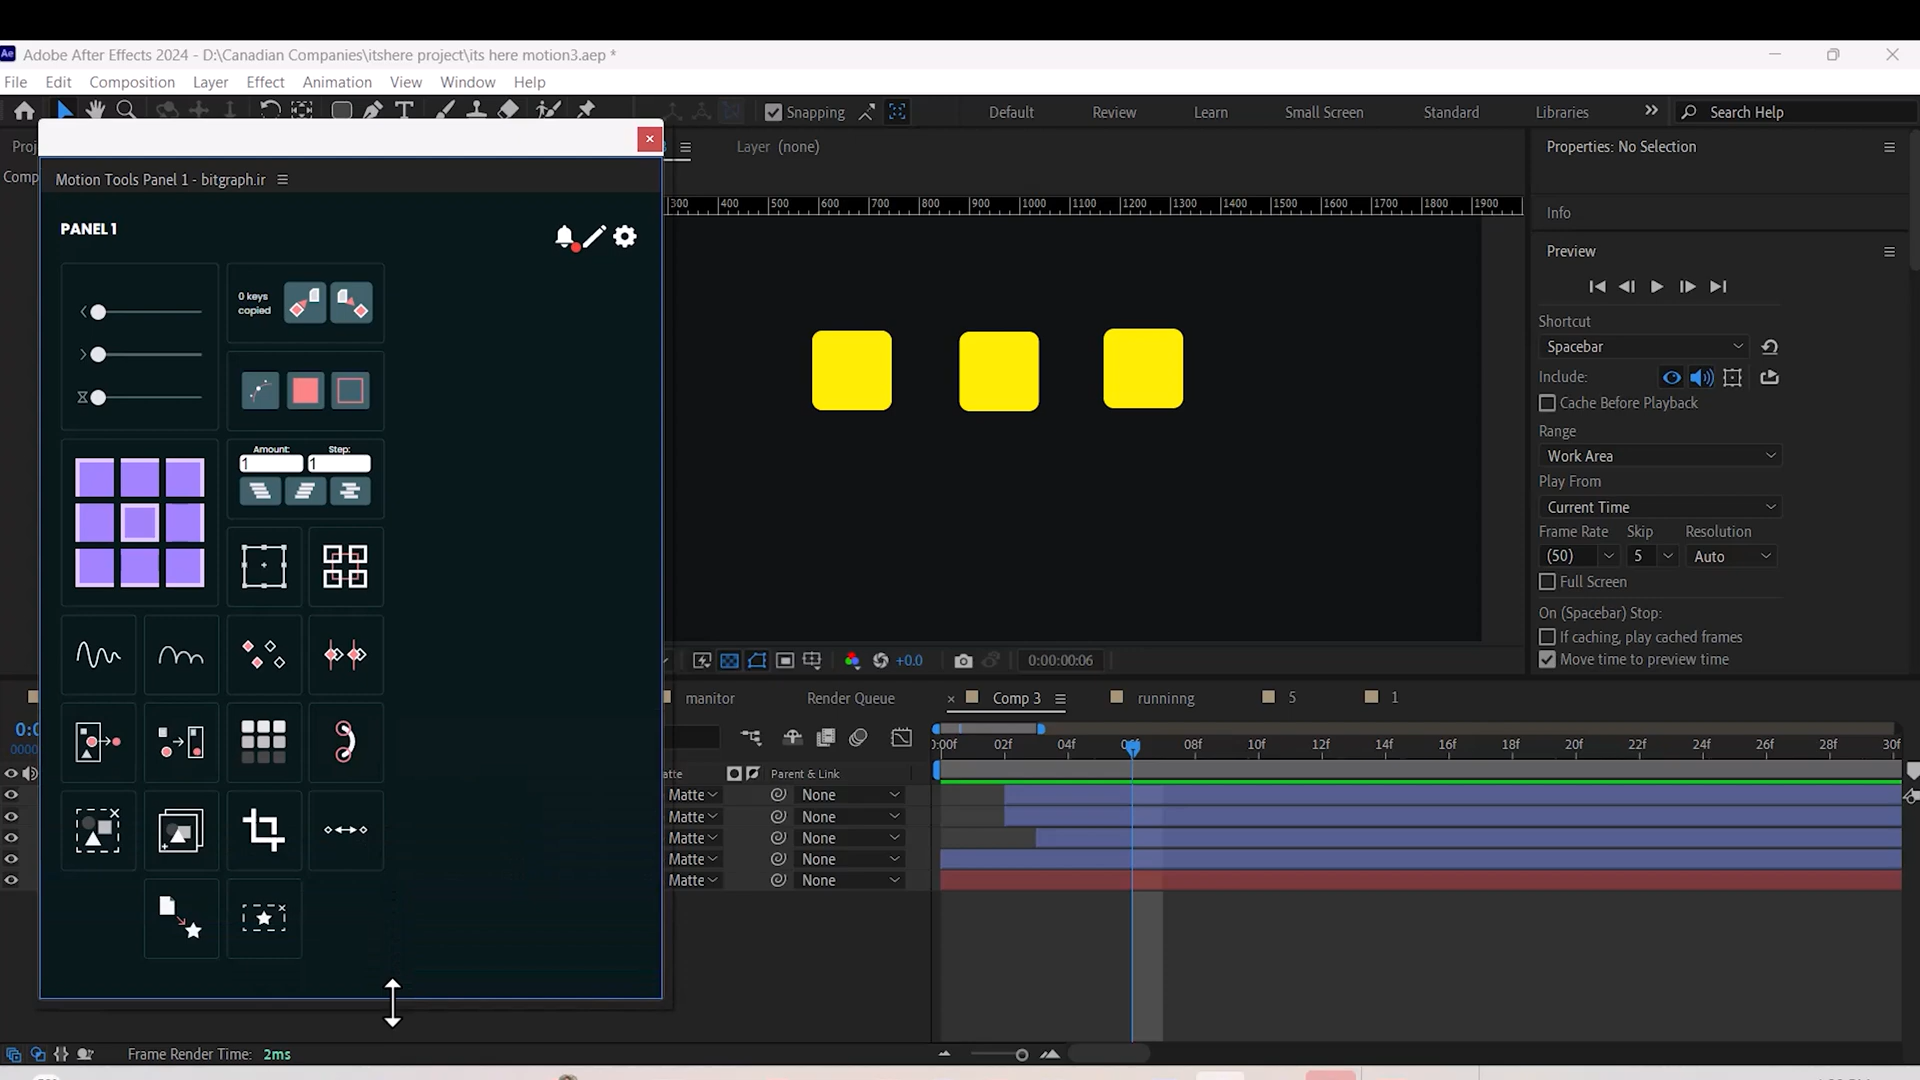 Ae Adobe After Effects 2024 - D:\Canadian Companies\itshere project\its here motion3.aep *
File Edit Composition Layer Effect Animation View Window Help
Snapping Default Review Learn Small Screen Standard Libraries Search Help
Layer (none)
Properties: No Selection
Comp
Motion Tools Panel 1 - bitgraph.ir
300 400 500 600 700 800 900 1000 1100 1200 1300 1400 1500 1600 1700 1800 1900
PANEL 1
Info
Preview
0 keys
copied
Shortcut
Spacebar
Include:
Cache Before Playback
Range
Work Area
Amount: Step:
1 1
Play From
Current Time
Frame Rate Skip Resolution
(50) 5 Auto
Full Screen
On (Spacebar) Stop:
If caching, play cached frames
Move time to preview time
+0.0 0:00:00:06
manitor Render Queue Comp 3 runninng 5 1
02f 04f 08f 10f 12f 14f 16f 18f 20f 22f 24f 26f 28f 30f
Parent & Link
Matte None
Matte None
Matte None
Matte None
Matte None
Frame Render Time: 2ms